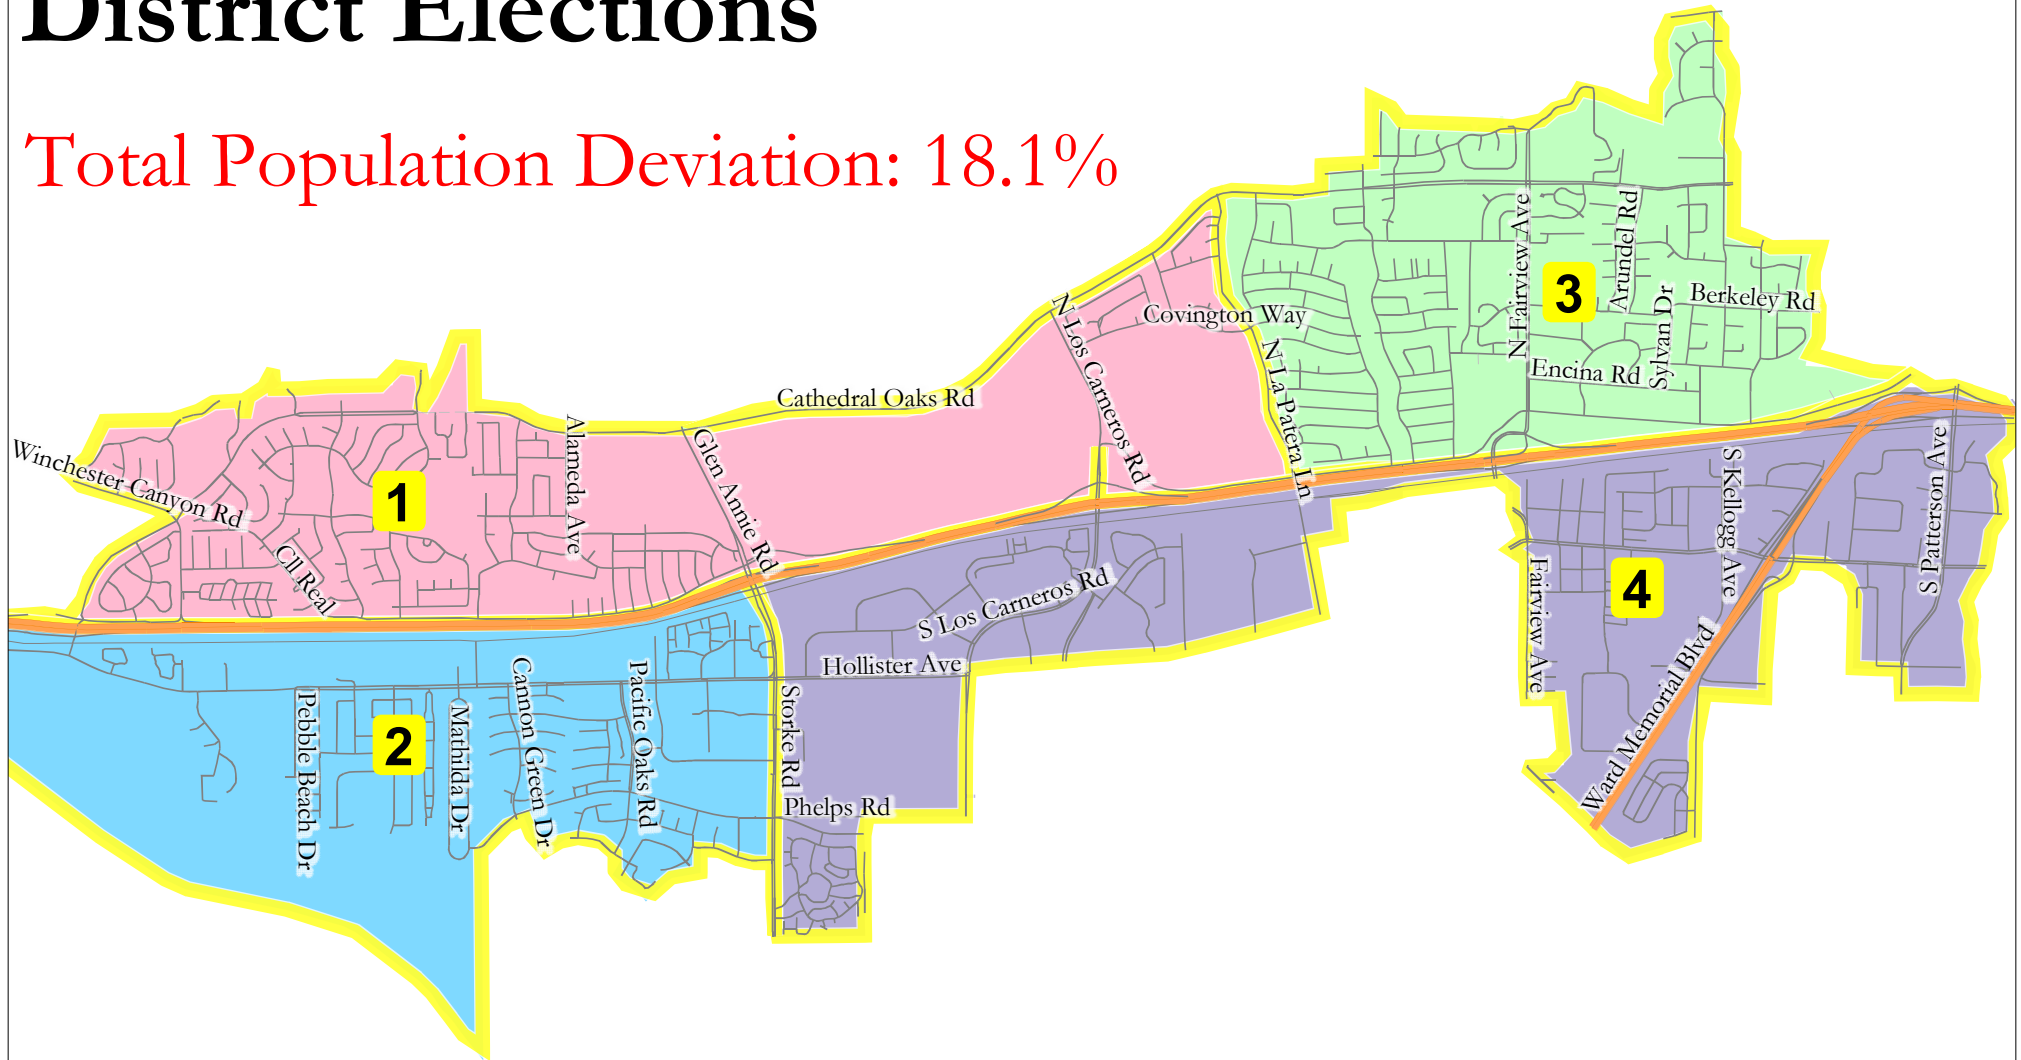 District Elections
Total Population Deviation: 18.1%
N Fairview Ave
Arundel Rd
3
Sylvan Dr
Berkeley Rd
Encina Rd
N Los Carneros Rd
Covington Way
N La Patera Ln
Cathedral Oaks Rd
Winchester Canyon Rd
1
Alameda Ave
Glen Annie Rd
Cll Real
S Kellogg Ave
S Patterson Ave
4
Fairview Ave
Ward Memorial Blvd
S Los Carneros Rd
Hollister Ave
Storke Rd
Phelps Rd
Pebble Beach Dr
2
Mathilda Dr
Cannon Green Dr
Pacific Oaks Rd